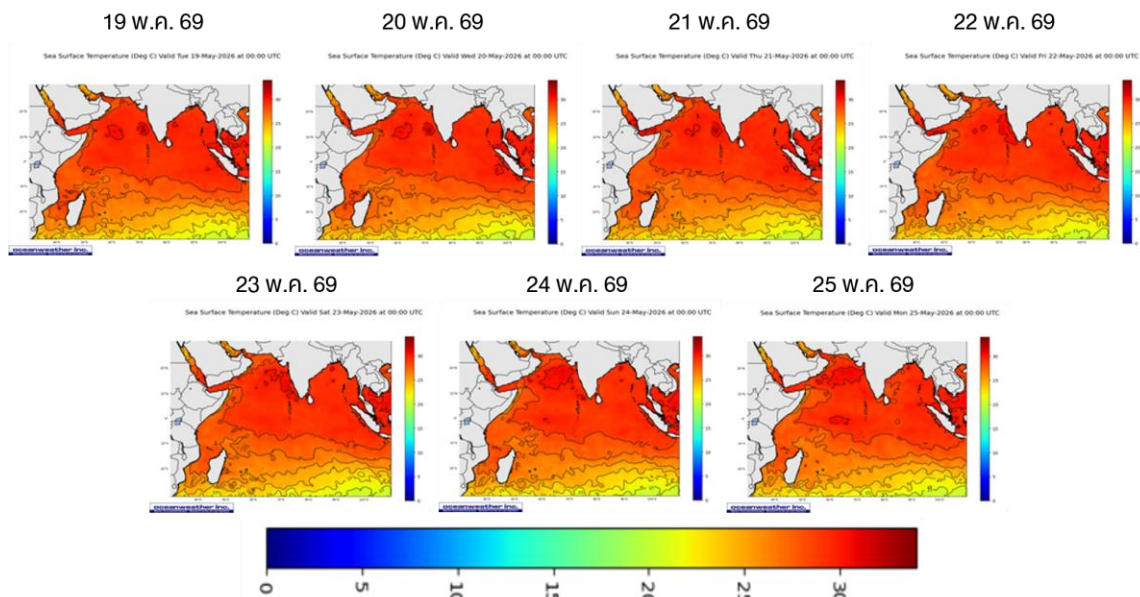 19 พ.ค. 69
20 พ.ค. 69
21 พ.ค. 69
22 พ.ค. 69
Sea Surface Temperature (Deg C) Valid Tue 19-May-2026 at 00:00 UTC
Sea Surface Temperature (Deg C) Valid Wed 20-May-2026 at 00:00 UTC
Sea Surface Temperature (Deg C) Valid Thu 21-May-2026 at 00:00 UTC
Sea Surface Temperature (Deg C) Valid Fri 22-May-2026 at 00:00 UTC
oceanweather inc.
oceanweather inc.
oceanweather inc.
oceanweather inc.
23 พ.ค. 69
24 พ.ค. 69
25 พ.ค. 69
Sea Surface Temperature (Deg C) Valid Sat 23-May-2026 at 00:00 UTC
Sea Surface Temperature (Deg C) Valid Sun 24-May-2026 at 00:00 UTC
Sea Surface Temperature (Deg C) Valid Mon 25-May-2026 at 00:00 UTC
oceanweather inc.
oceanweather inc.
oceanweather inc.
0 5 10 15 20 25 30